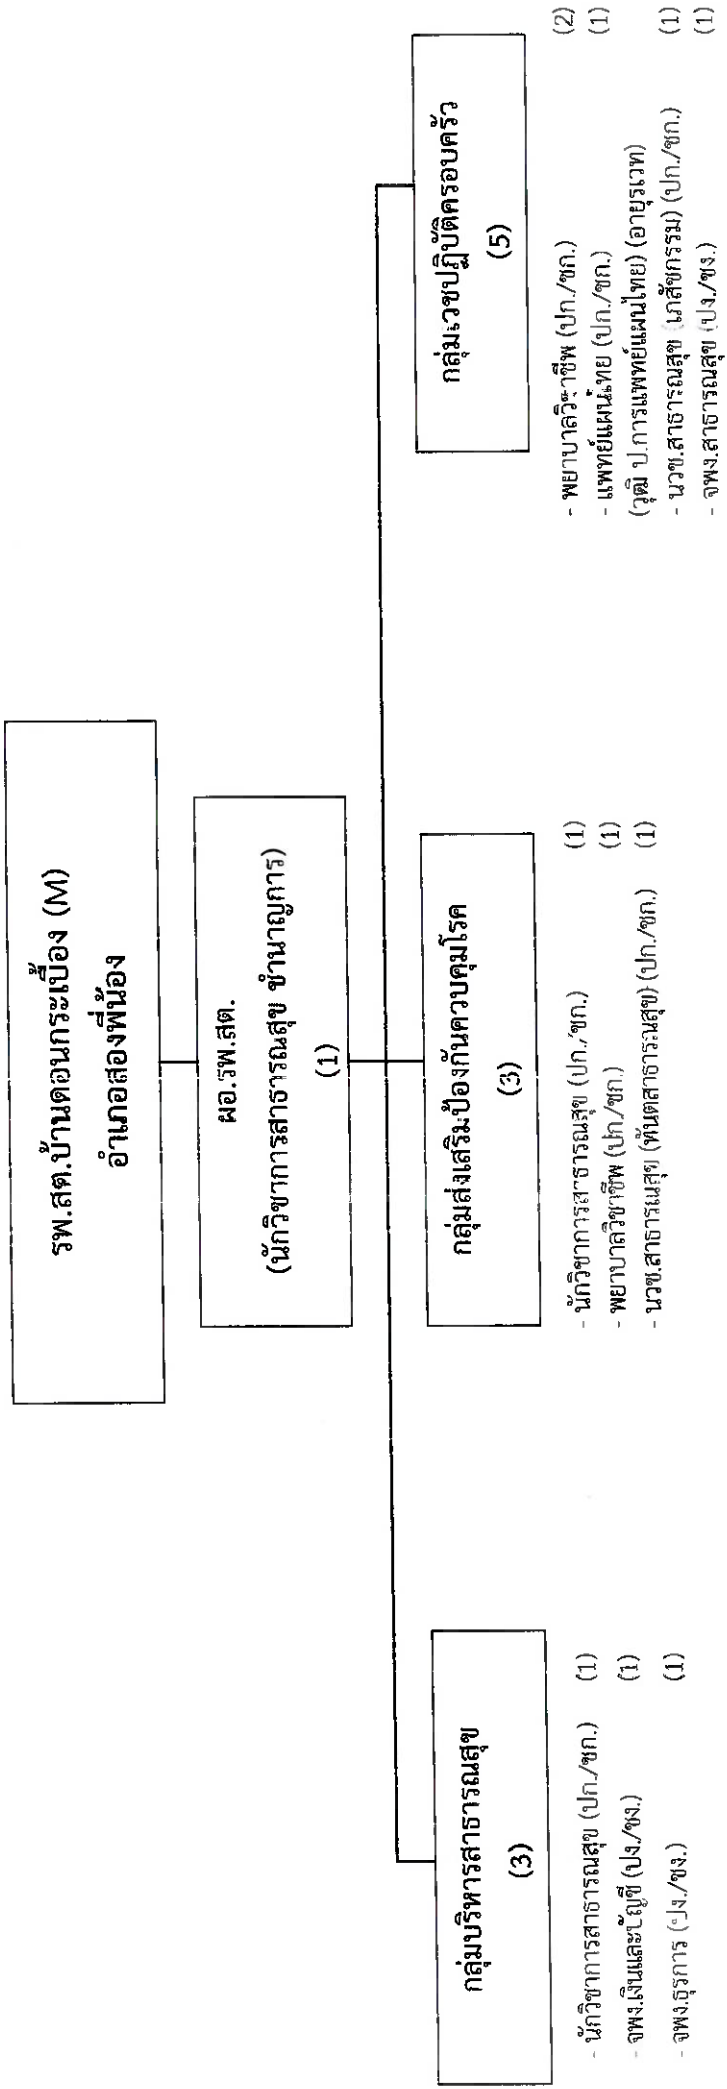 รพ.สต.บ้านดอนกระเบื้อง (M)
อำเภอสองพี่น้อง
ผอ.รพ.สต.
(นักวิชาการสาธารณสุข ชำนาญการ)
(1)
กลุ่มบริหารสาธารณสุข
(3)
- นักวิชาการสาธารณสุข (ปก./ชก.) (1)
- จพง.เงินและบัญชี (ปง./ชง.) (1)
- จพง.ธุรการ (ปง./ชง.) (1)
กลุ่มส่งเสริมป้องกันควบคุมโรค
(3)
- นักวิชาการสาธารณสุข (ปก./ชก.) (1)
- พยาบาลวิชาชีพ (ปก./ชก.) (1)
- นวช.สาธารณสุข (ทันตสาธารณสุข) (ปก./ชก.) (1)
กลุ่มเวชปฏิบัติครอบครัว
(5)
- พยาบาลวิชาชีพ (ปก./ชก.) (2)
- แพทย์แผนไทย (ปก./ชก.) (1)
(วุฒิ ป.การแพทย์แผนไทย) (อายุรเวท)
- นวช.สาธารณสุข (เภสัชกรรม) (ปก./ชก.) (1)
- จพง.สาธารณสุข (ปง./ชง.) (1)